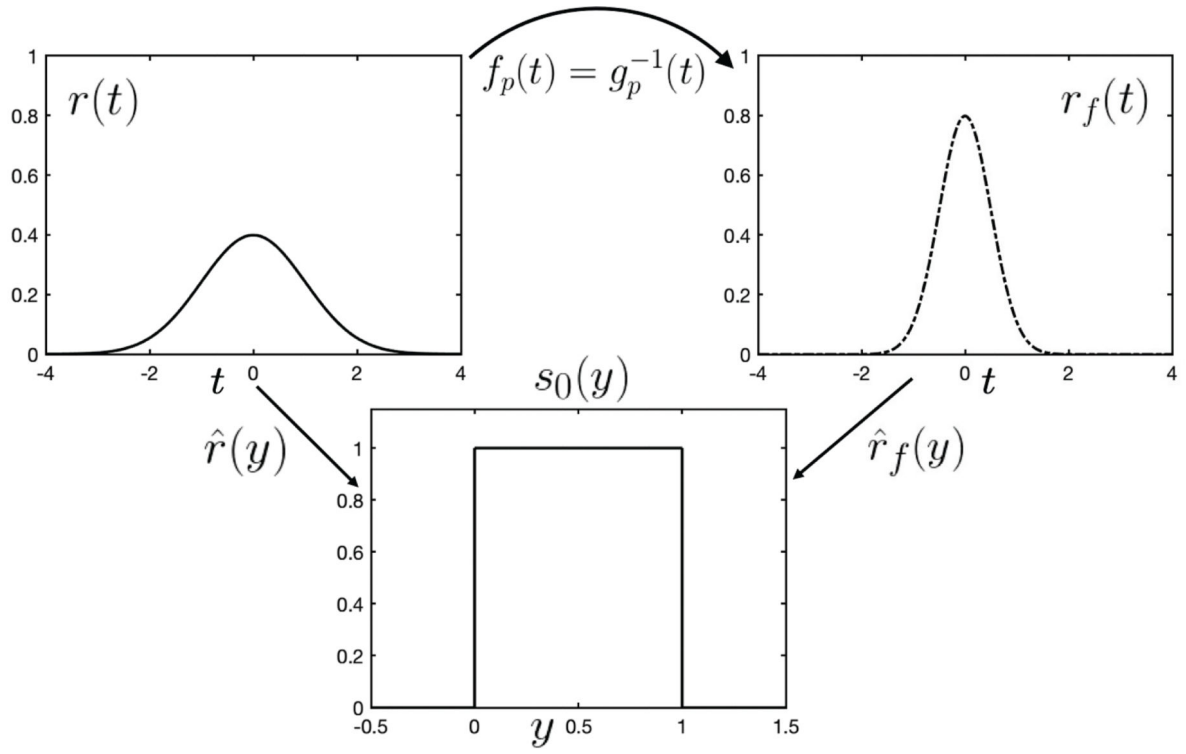 f_p(t) = g_p^{-1}(t)
r(t)
1
0.8
0.6
0.4
0.2
0
-4 -2 t 0 2 4
r_f(t)
1
0.8
0.6
0.4
0.2
0
-4 -2 0 t 2 4
s_0(y)
r̂(y)
r̂_f(y)
1
0.8
0.6
0.4
0.2
0
-0.5 0 y 0.5 1 1.5